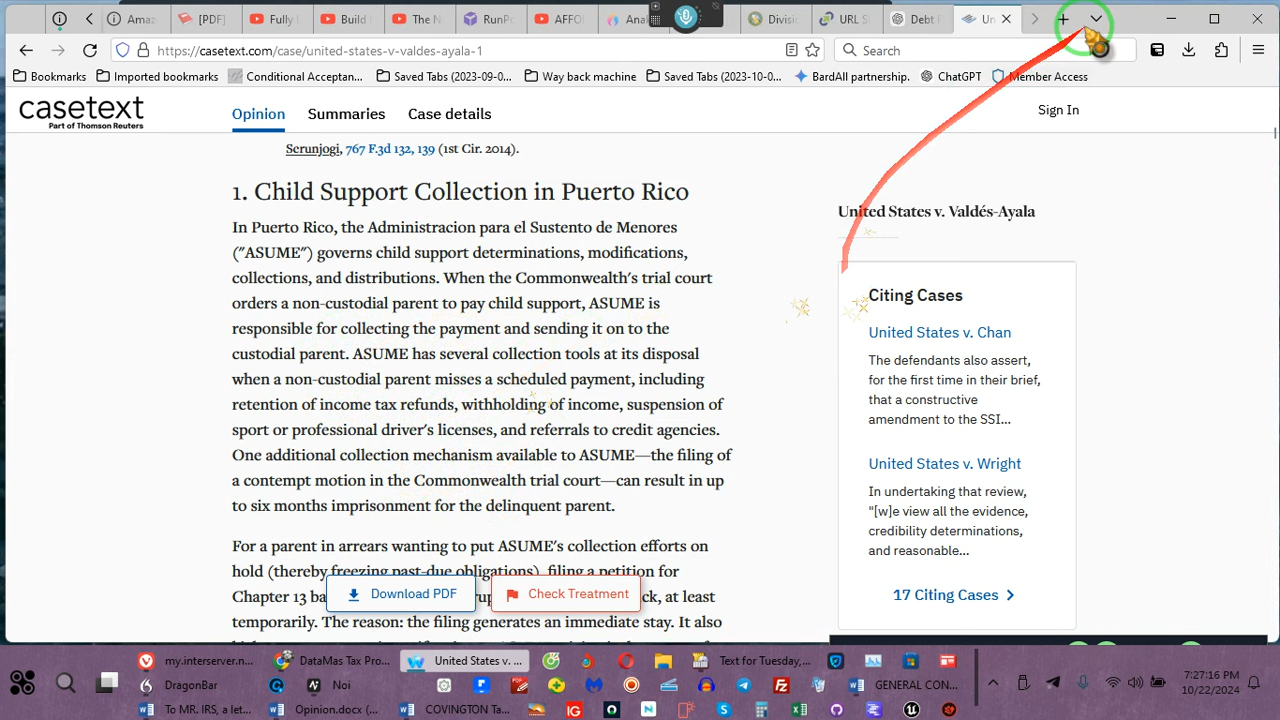 Amaz
[PDF]
Fully
Build
The N
RunPo
AFFO
Ana
Divisio
URL S
Debt F
Un
https://casetext.com/case/united-states-v-valdes-ayala-1
Search
Bookmarks
Imported bookmarks
Conditional Acceptan...
Saved Tabs (2023-09-0...
Way back machine
Saved Tabs (2023-10-0...
BardAll partnership.
ChatGPT
Member Access
casetext
Part of Thomson Reuters
Opinion
Summaries
Case details
Sign In
Serunjogi, 767 F.3d 132, 139 (1st Cir. 2014).
1. Child Support Collection in Puerto Rico
In Puerto Rico, the Administracion para el Sustento de Menores
("ASUME") governs child support determinations, modifications,
collections, and distributions. When the Commonwealth's trial court
orders a non-custodial parent to pay child support, ASUME is
responsible for collecting the payment and sending it on to the
custodial parent. ASUME has several collection tools at its disposal
when a non-custodial parent misses a scheduled payment, including
retention of income tax refunds, withholding of income, suspension of
sport or professional driver's licenses, and referrals to credit agencies.
One additional collection mechanism available to ASUME—the filing of
a contempt motion in the Commonwealth trial court—can result in up
to six months imprisonment for the delinquent parent.
For a parent in arrears wanting to put ASUME's collection efforts on
hold (thereby freezing past-due obligations), filing a petition for
Chapter 13 ba
at least
temporarily. The reason: the filing generates an immediate stay. It also
Download PDF
Check Treatment
United States v. Valdés-Ayala
Citing Cases
United States v. Chan
The defendants also assert,
for the first time in their brief,
that a constructive
amendment to the SSI...
United States v. Wright
In undertaking that review,
"[w]e view all the evidence,
credibility determinations,
and reasonable...
17 Citing Cases
my.interserver.n...
DataMas Tax Pro...
United States v. ...
Text for Tuesday,...
DragonBar
Noi
GENERAL CON...
To MR. IRS, a let...
Opinion.docx (...
COVINGTON Ta...
7:27:16 PM
10/22/2024